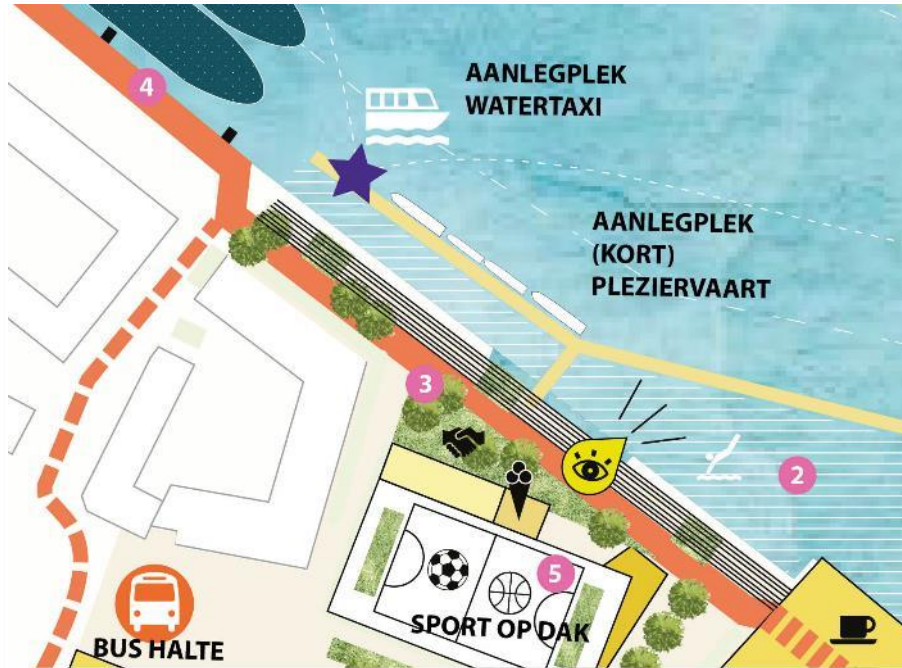 4
AANLEGPLEK
WATERTAXI
AANLEGPLEK
(KORT)
PLEZIERVAART
3
2
5
SPORT OP DAK
BUS HALTE